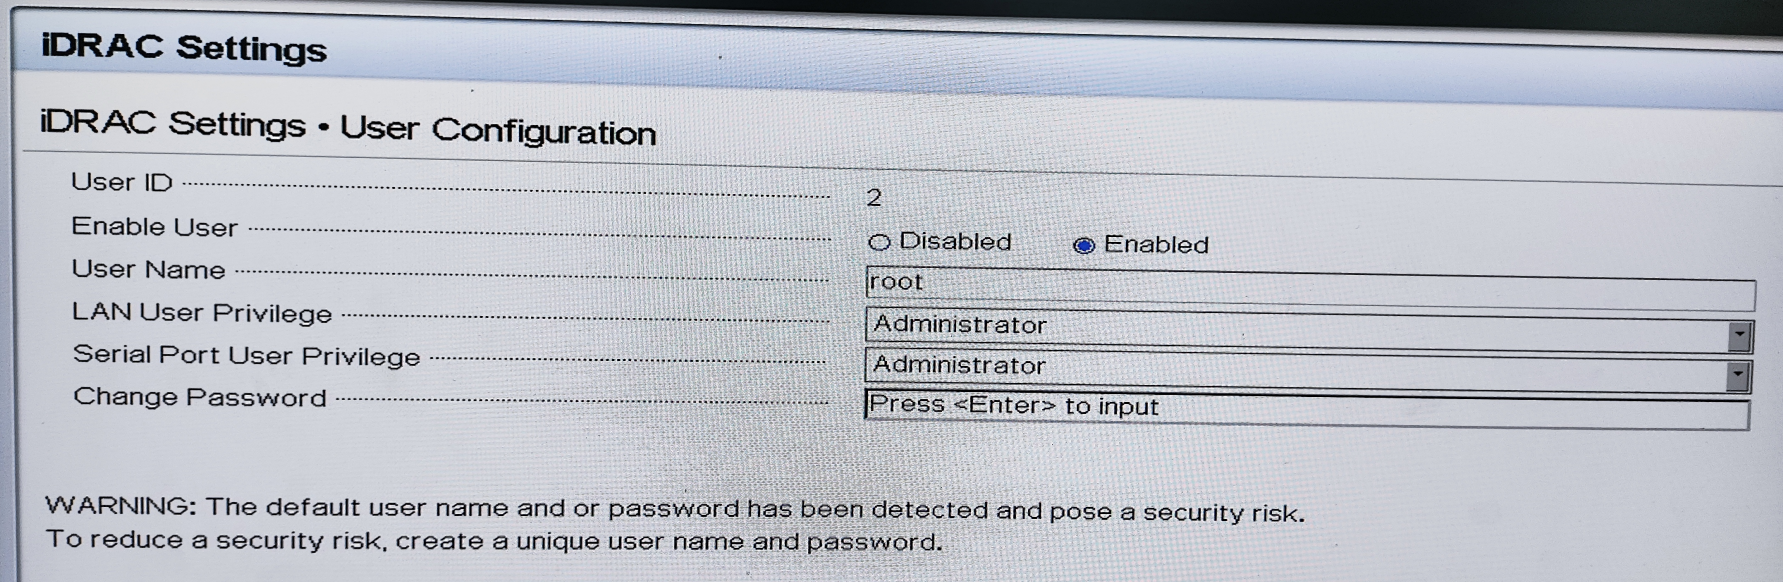 iDRAC Settings
iDRAC Settings • User Configuration
User ID 2
Enable User Disabled Enabled
User Name root
LAN User Privilege Administrator
Serial Port User Privilege Administrator
Change Password Press <Enter> to input
WARNING: The default user name and or password has been detected and pose a security risk.
To reduce a security risk, create a unique user name and password.